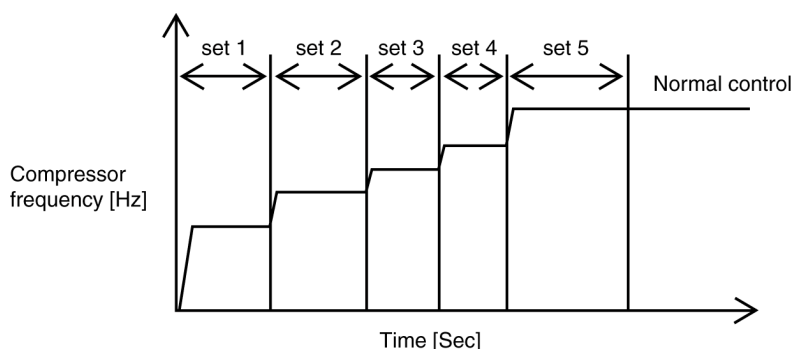 set 1
set 2
set 3
set 4
set 5
Normal control
Compressor
frequency [Hz]
Time [Sec]